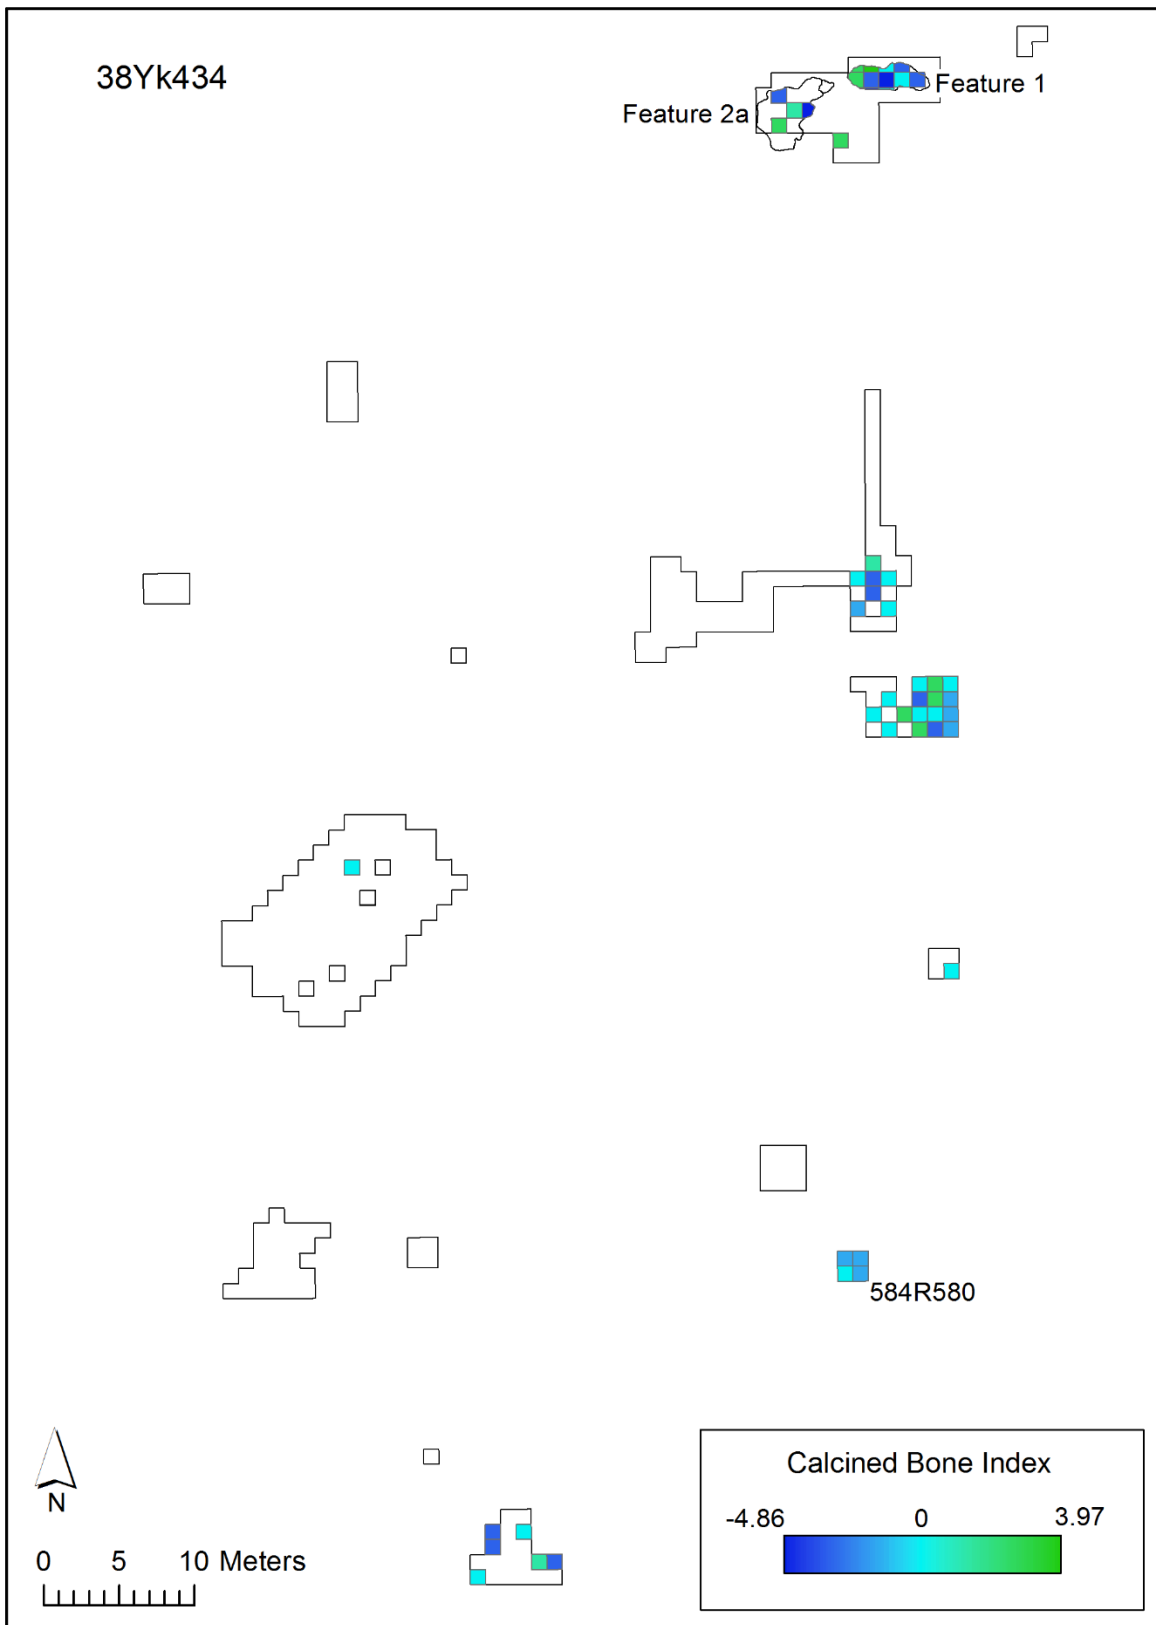 38Yk434
Feature 1
Feature 2a
584R580
N
0 5 10 Meters
Calcined Bone Index
-4.86 0 3.97